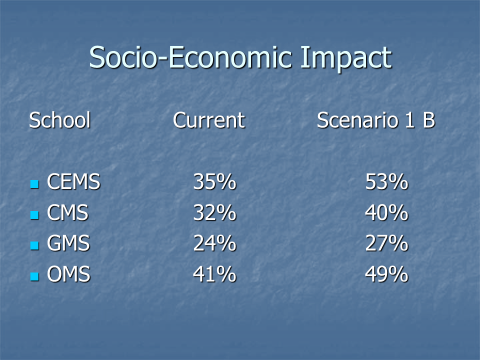 Socio-Economic Impact
School Current Scenario 1 B
CEMS 35% 53%
CMS 32% 40%
GMS 24% 27%
OMS 41% 49%